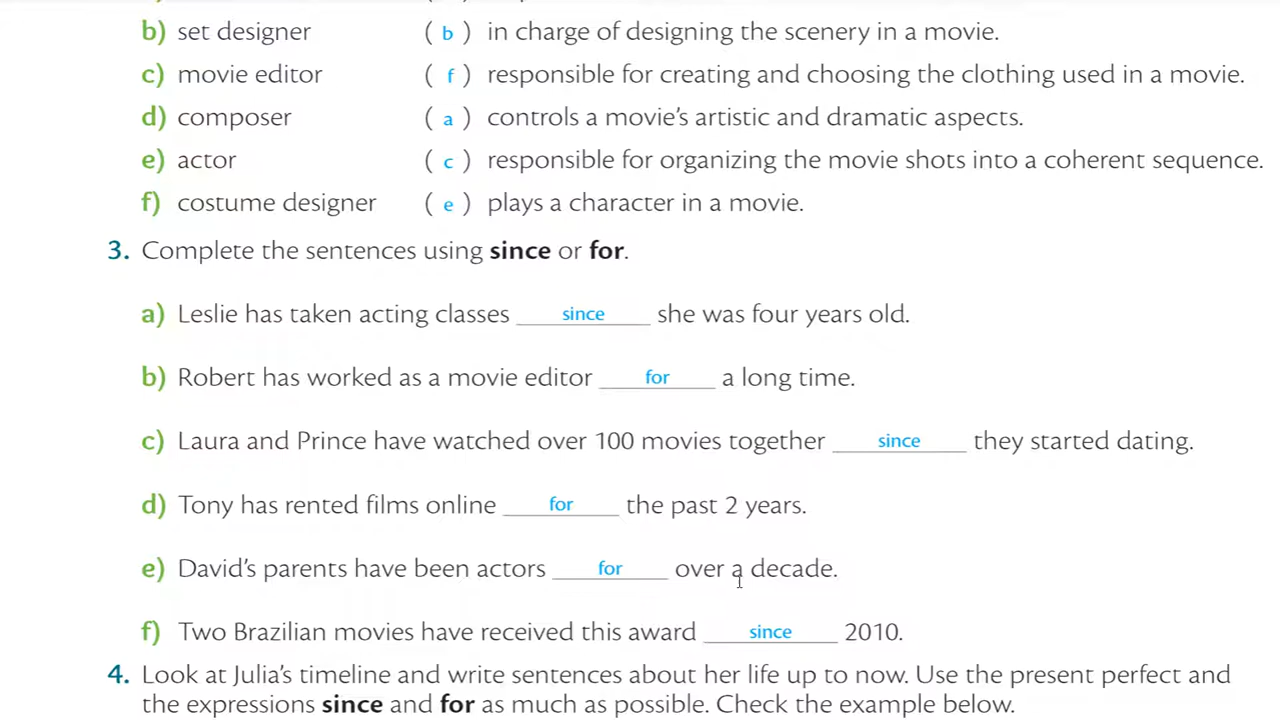 b) set designer ( b ) in charge of designing the scenery in a movie.
c) movie editor ( f ) responsible for creating and choosing the clothing used in a movie.
d) composer ( a ) controls a movie's artistic and dramatic aspects.
e) actor ( c ) responsible for organizing the movie shots into a coherent sequence.
f) costume designer ( e ) plays a character in a movie.
3. Complete the sentences using since or for.
a) Leslie has taken acting classes since she was four years old.
b) Robert has worked as a movie editor for a long time.
c) Laura and Prince have watched over 100 movies together since they started dating.
d) Tony has rented films online for the past 2 years.
e) David's parents have been actors for over a decade.
f) Two Brazilian movies have received this award since 2010.
4. Look at Julia's timeline and write sentences about her life up to now. Use the present perfect and
the expressions since and for as much as possible. Check the example below.